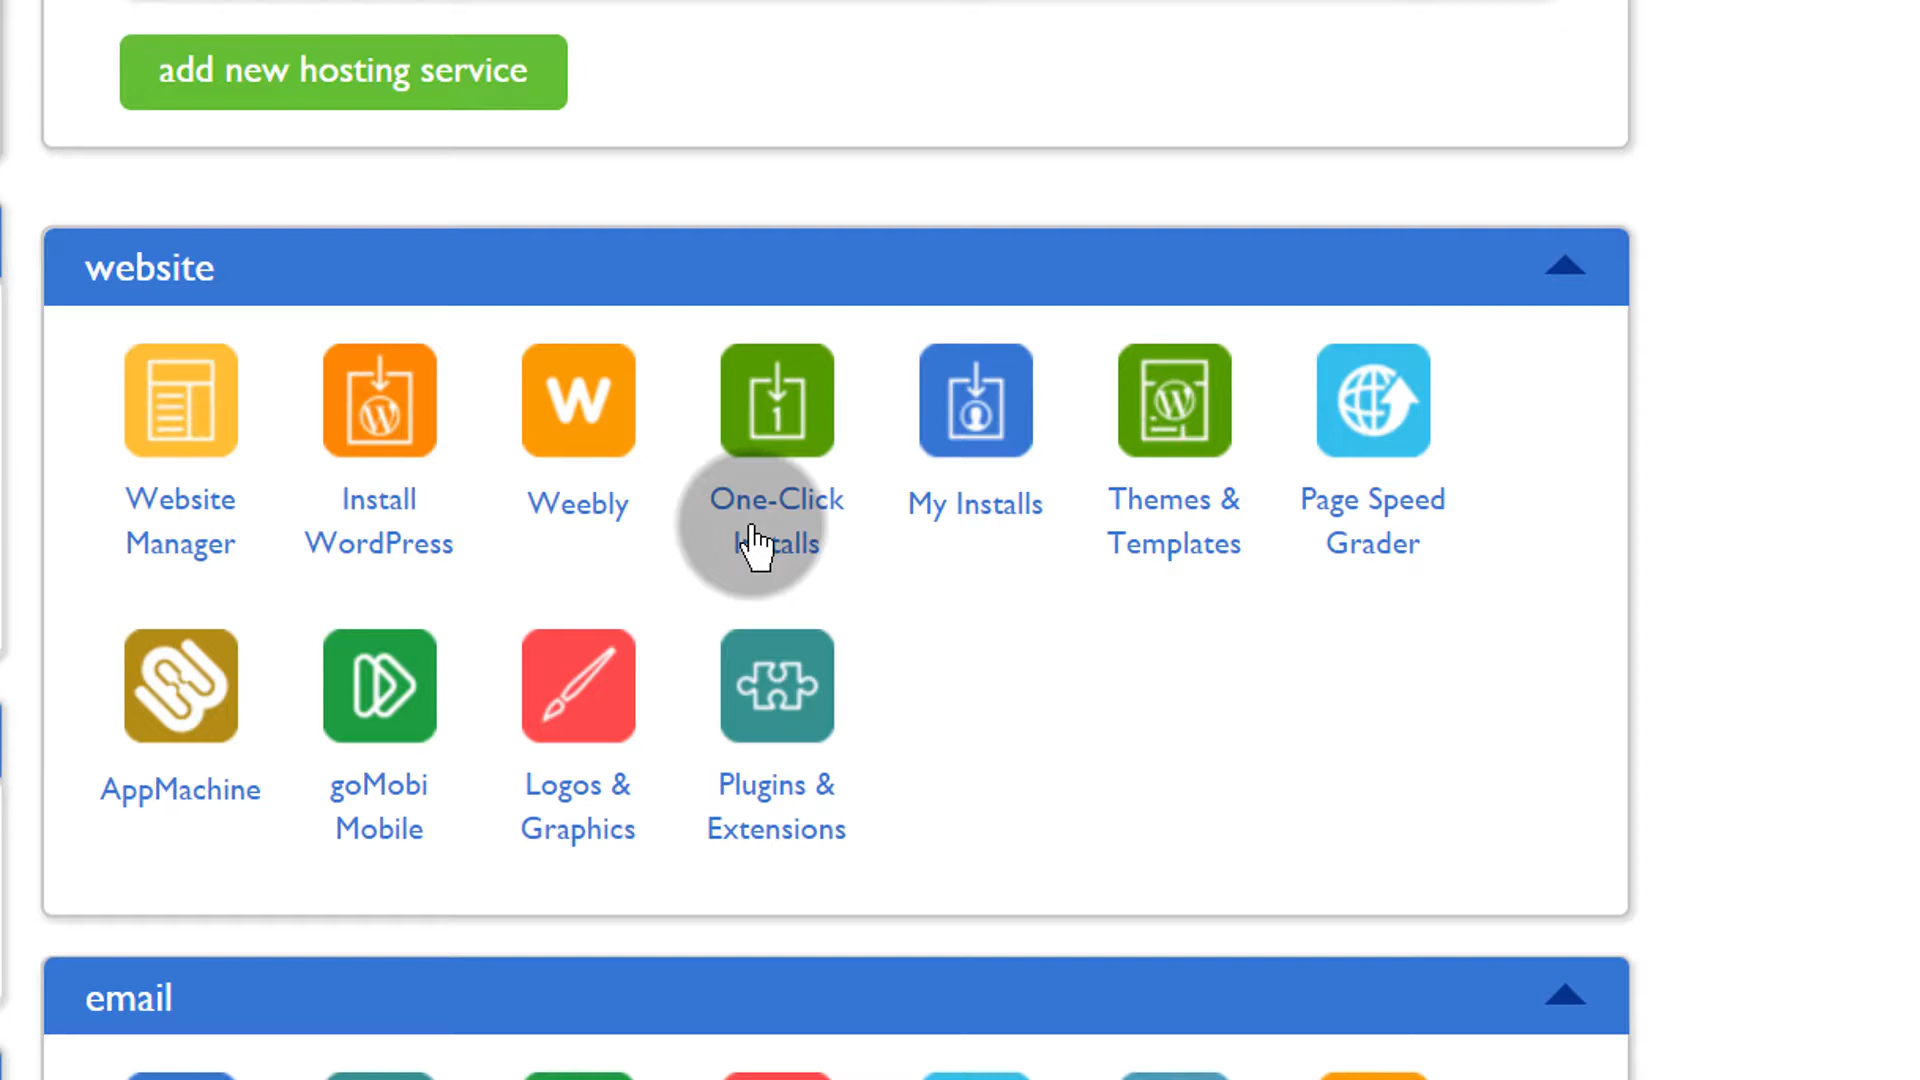 add new hosting service
website
Website
Manager
Install
WordPress
Weebly
One-Click
Installs
My Installs
Themes &
Templates
Page Speed
Grader
AppMachine
goMobi
Mobile
Logos &
Graphics
Plugins &
Extensions
email